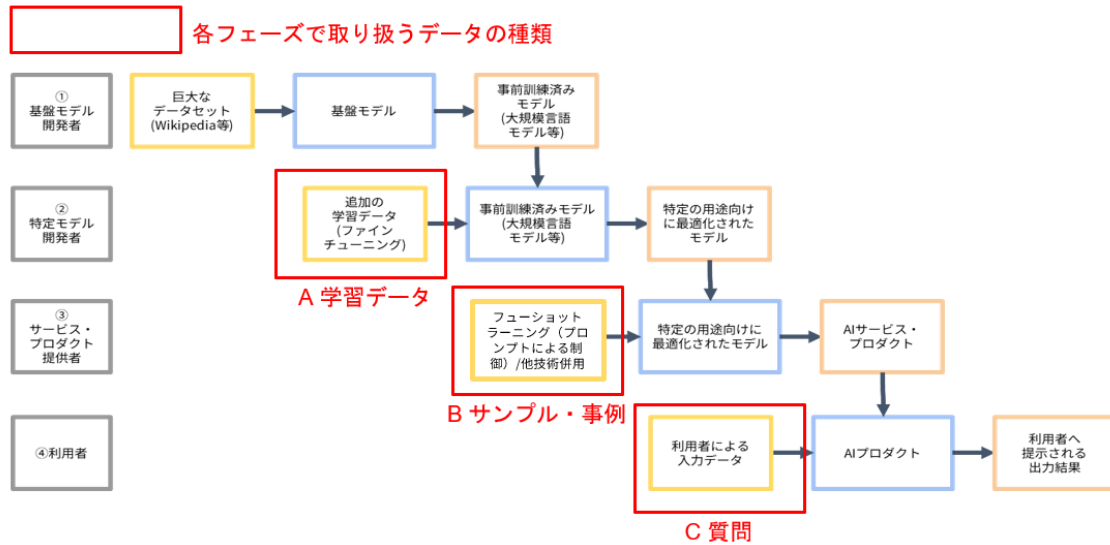 各フェーズで取り扱うデータの種類
①
基盤モデル
開発者
巨大な
データセット
(Wikipedia等)
基盤モデル
事前訓練済み
モデル
(大規模言語
モデル等)
②
特定モデル
開発者
追加の
学習データ
(ファイン
チューニング)
事前訓練済みモデル
(大規模言語
モデル等)
特定の用途向け
に最適化された
モデル
A 学習データ
③
サービス・
プロダクト
提供者
フューショット
ラーニング（プロ
ンプトによる制
御）/他技術併用
特定の用途向けに
最適化されたモデル
AIサービス・
プロダクト
B サンプル・事例
④利用者
利用者による
入力データ
AIプロダクト
利用者へ
提示される
出力結果
C 質問